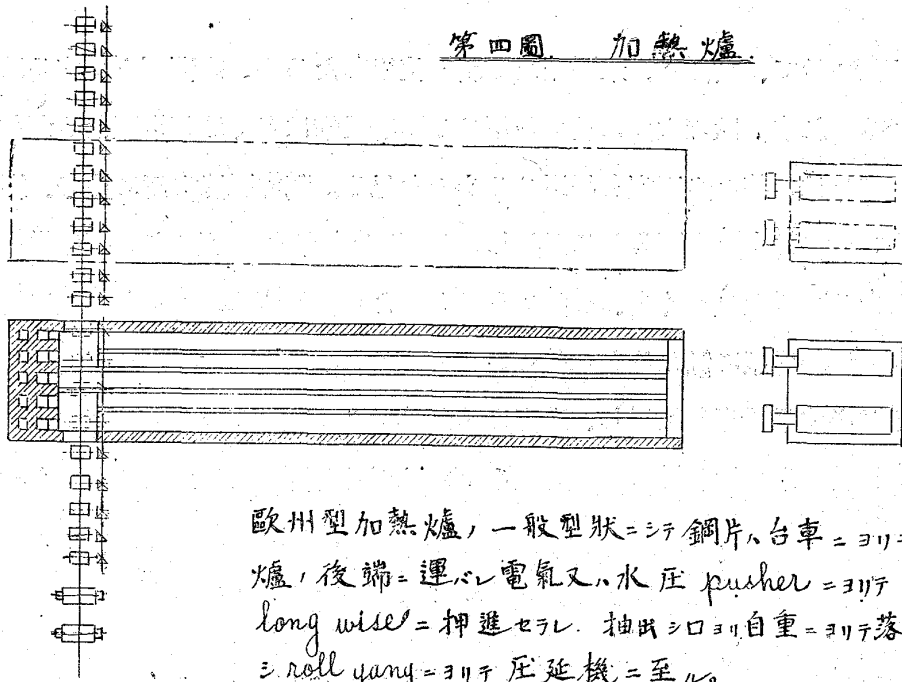 第四圖. 加熱爐.
歐州型加熱爐ノ一般型狀ニシテ鋼片ハ台車ニヨリテ
爐ノ後端ニ運バレ電氣又ハ水圧 pusher ニヨリテ
long wise ニ押進セラレ. 抽出シ口ヨリ自重ニヨリテ落
シ roll gang ニヨリテ圧延機ニ至ル。